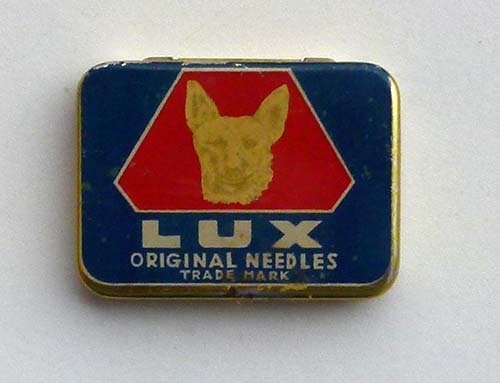 LUX
ORIGINAL NEEDLES
TRADE MARK